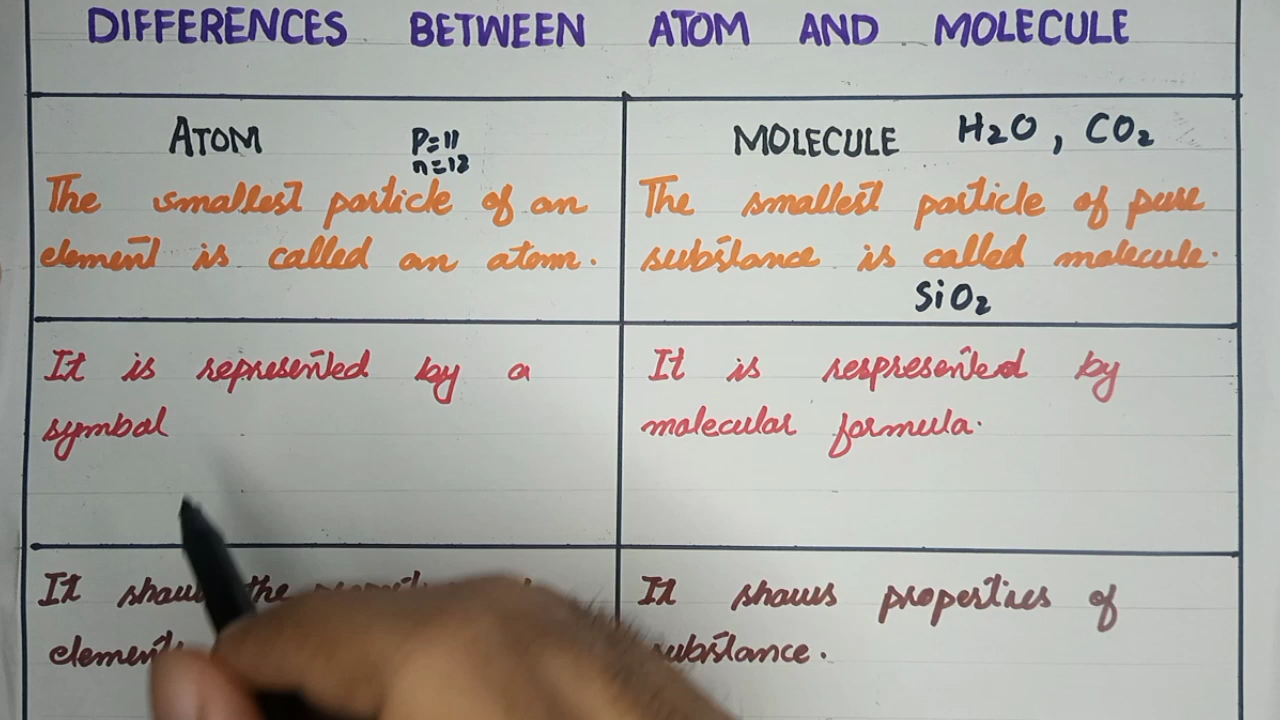 DIFFERENCES BETWEEN ATOM AND MOLECULE
ATOM P=11
n=12
The smallest particle of an
element is called an atom.
It is represented by a
symbol
It shows the
element
MOLECULE H₂O, CO₂
The smallest particle of pure
substance is called molecule.
SiO₂
It is respresented by
molecular formula.
It shows properties of
substance.